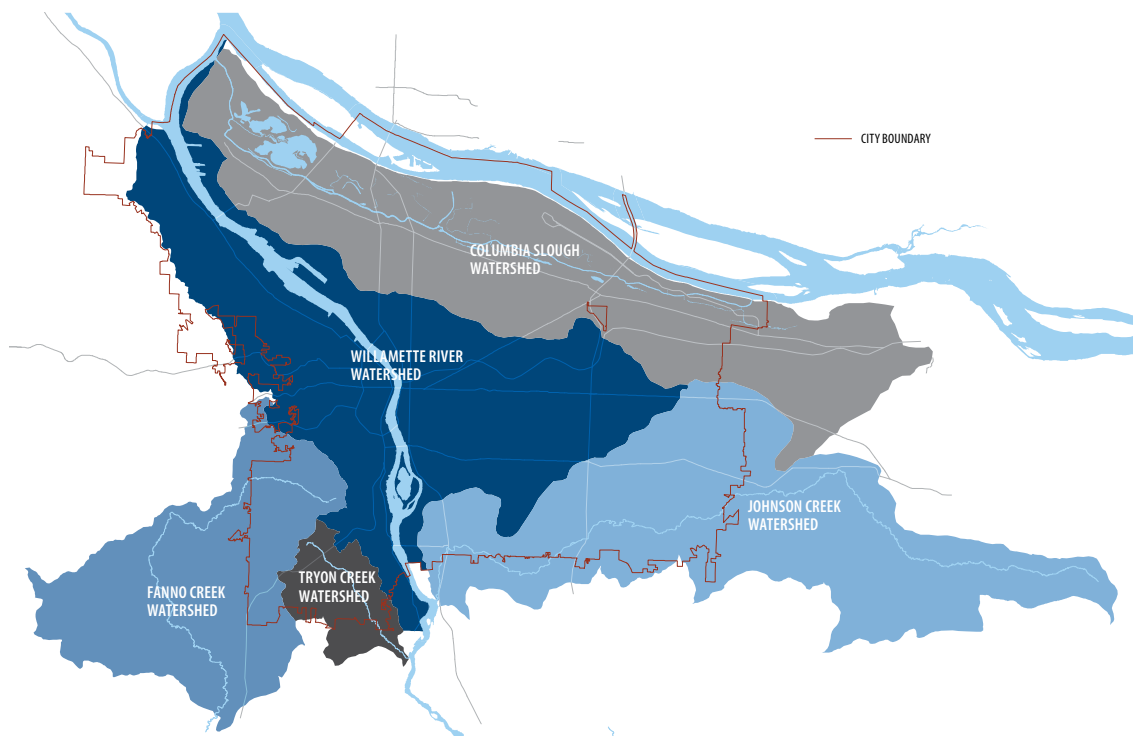 CITY BOUNDARY
COLUMBIA SLOUGH
WATERSHED
WILLAMETTE RIVER
WATERSHED
JOHNSON CREEK
WATERSHED
TRYON CREEK
WATERSHED
FANNO CREEK
WATERSHED